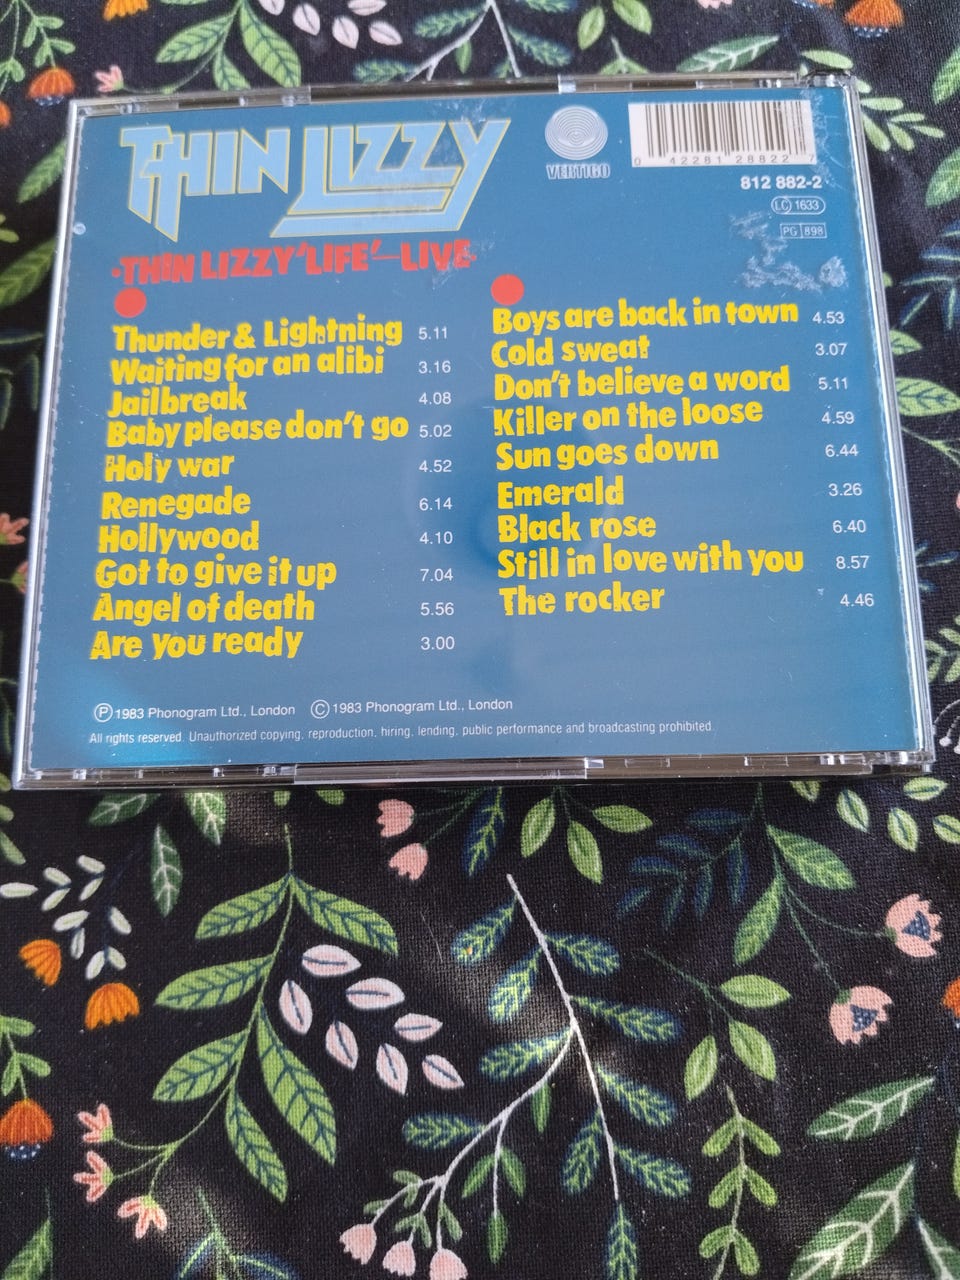 THIN LIZZY
VERTIGO
0 42281 28822 7
812 882-2
LC 1633
PG 898
·THIN LIZZY 'LIFE'—LIVE·
Thunder & Lightning 5.11
Waiting for an alibi 3.16
Jailbreak 4.08
Baby please don't go 5.02
Holy war 4.52
Renegade 6.14
Hollywood 4.10
Got to give it up 7.04
Angel of death 5.56
Are you ready 3.00
Boys are back in town 4.53
Cold sweat 3.07
Don't believe a word 5.11
Killer on the loose 4.59
Sun goes down 6.44
Emerald 3.26
Black rose 6.40
Still in love with you 8.57
The rocker 4.46
Ⓟ 1983 Phonogram Ltd., London © 1983 Phonogram Ltd., London
All rights reserved. Unauthorized copying, reproduction, hiring, lending, public performance and broadcasting prohibited.